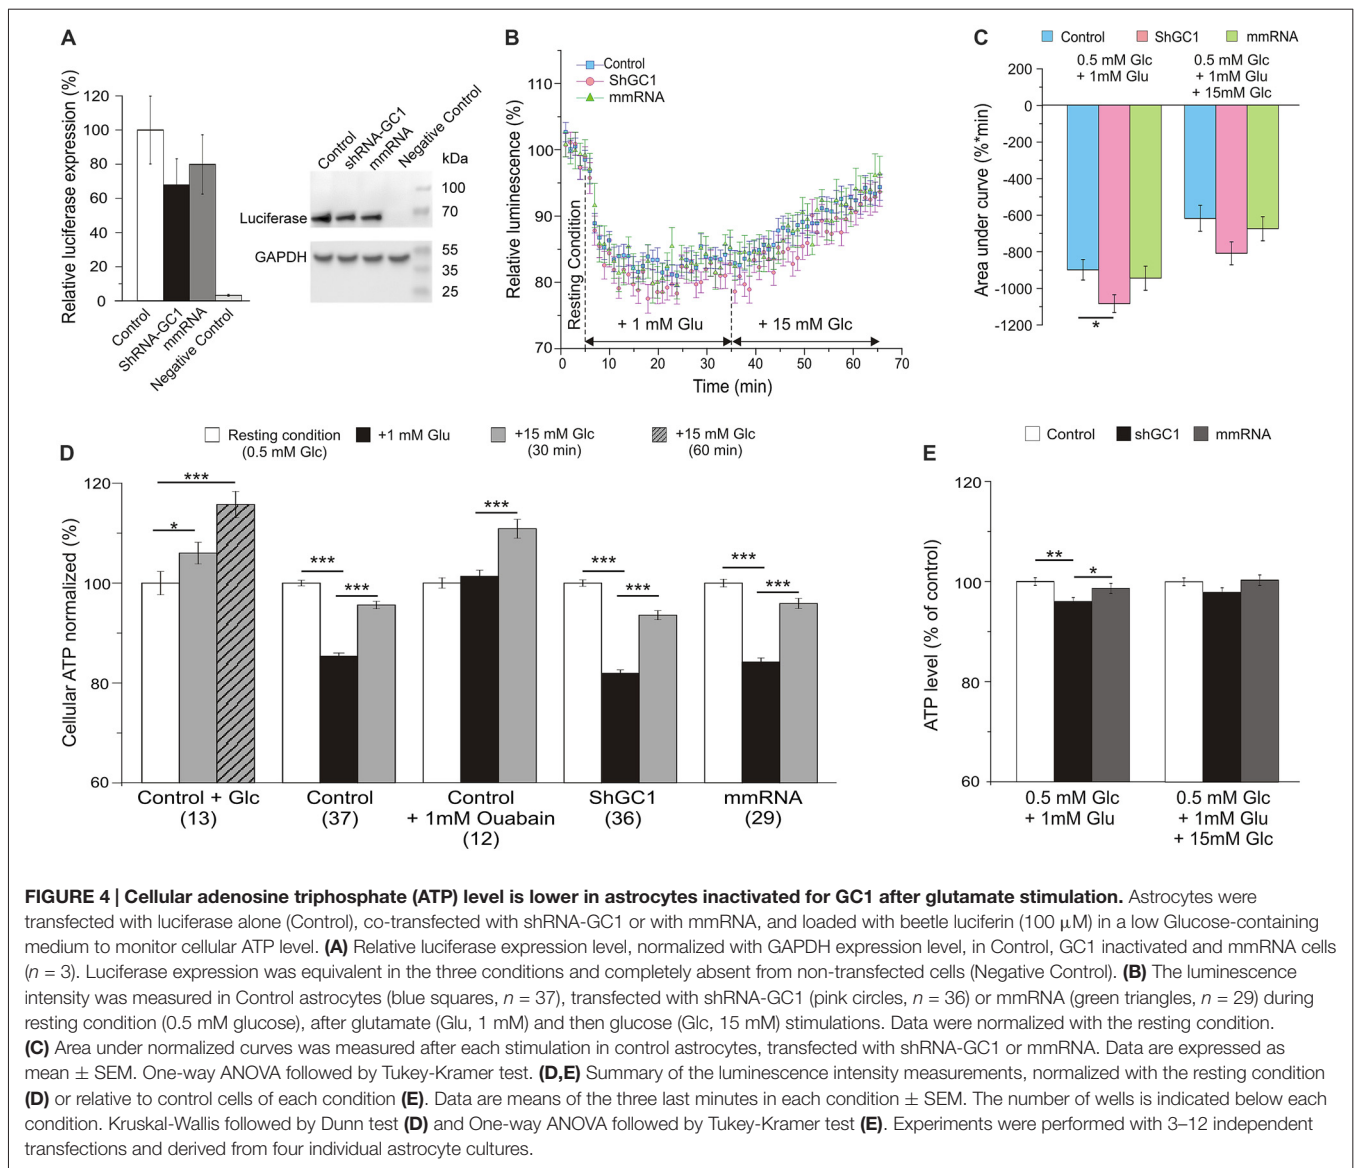 A
Relative luciferase expression (%)
120
100
80
60
40
20
0
Control
ShRNA-GC1
mmRNA
Negative Control
Control
shRNA-GC1
mmRNA
Negative Control
kDa
100
70
55
35
25
Luciferase
GAPDH
B
Control
ShGC1
mmRNA
Relative luminescence (%)
110
100
90
80
70
Resting Condition
+ 1 mM Glu
+ 15 mM Glc
0
10
20
30
40
50
60
70
Time (min)
C
Control
ShGC1
mmRNA
0.5 mM Glc
+ 1mM Glu
0.5 mM Glc
+ 1mM Glu
+ 15mM Glc
Area under curve (%*min)
200
0
-200
-400
-600
-800
-1000
-1200
*
D
Resting condition
(0.5 mM Glc)
+1 mM Glu
+15 mM Glc
(30 min)
+15 mM Glc
(60 min)
Cellular ATP normalized (%)
120
100
80
60
***
*
***
***
***
***
***
***
***
Control + Glc
(13)
Control
(37)
Control
+ 1mM Ouabain
(12)
ShGC1
(36)
mmRNA
(29)
E
Control
shGC1
mmRNA
ATP level (% of control)
120
100
80
60
**
*
0.5 mM Glc
+ 1mM Glu
0.5 mM Glc
+ 1mM Glu
+ 15mM Glc
FIGURE 4 | Cellular adenosine triphosphate (ATP) level is lower in astrocytes inactivated for GC1 after glutamate stimulation. Astrocytes were
transfected with luciferase alone (Control), co-transfected with shRNA-GC1 or with mmRNA, and loaded with beetle luciferin (100 μM) in a low Glucose-containing
medium to monitor cellular ATP level. (A) Relative luciferase expression level, normalized with GAPDH expression level, in Control, GC1 inactivated and mmRNA cells
(n = 3). Luciferase expression was equivalent in the three conditions and completely absent from non-transfected cells (Negative Control). (B) The luminescence
intensity was measured in Control astrocytes (blue squares, n = 37), transfected with shRNA-GC1 (pink circles, n = 36) or mmRNA (green triangles, n = 29) during
resting condition (0.5 mM glucose), after glutamate (Glu, 1 mM) and then glucose (Glc, 15 mM) stimulations. Data were normalized with the resting condition.
(C) Area under normalized curves was measured after each stimulation in control astrocytes, transfected with shRNA-GC1 or mmRNA. Data are expressed as
mean ± SEM. One-way ANOVA followed by Tukey-Kramer test. (D,E) Summary of the luminescence intensity measurements, normalized with the resting condition
(D) or relative to control cells of each condition (E). Data are means of the three last minutes in each condition ± SEM. The number of wells is indicated below each
condition. Kruskal-Wallis followed by Dunn test (D) and One-way ANOVA followed by Tukey-Kramer test (E). Experiments were performed with 3–12 independent
transfections and derived from four individual astrocyte cultures.